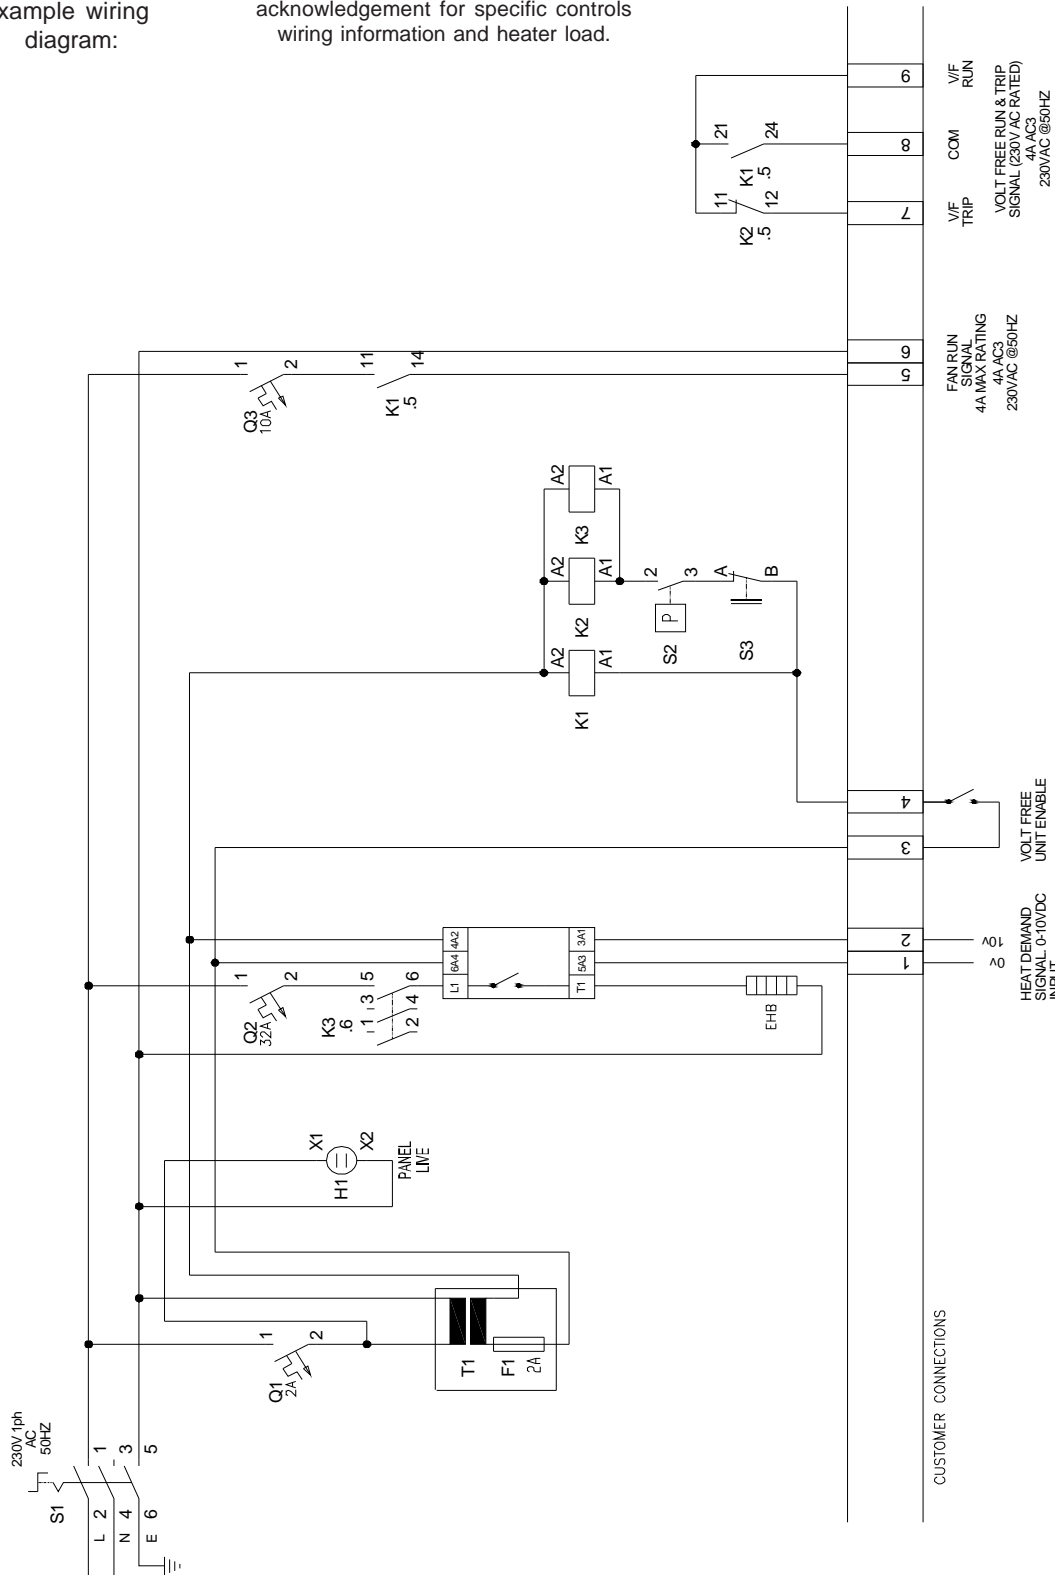 xample wiring
diagram:
acknowledgement for specific controls
wiring information and heater load.
230V 1ph
AC
50HZ
S1
L 2 1
N 4 3
E 6 5
Q1
2A
1 2
T1
F1
2A
H1
X1 X2
PANEL
LIVE
Q2
32A
1 2
K3
.6
1 3 5
2 4 6
L1 6A4 4A2
T1 5A3 3A1
EHB
K1
A2 A1
K2
A2 A1
K3
A2 A1
S2
P
2 3
S3
A B
Q3
10A
1 2
K1
.5
11 14
K2
.5
11 12
K1
.5
21 24
1 2 3 4 5 6 7 8 9
0v 10v
HEAT DEMAND
SIGNAL 0-10VDC
INPUT
VOLT FREE
UNIT ENABLE
FAN RUN
SIGNAL
4A MAX RATING
4A AC3
230VAC @50HZ
V/F
TRIP
COM
V/F
RUN
VOLT FREE RUN & TRIP
SIGNAL (230V AC RATED)
4A AC3
230VAC @50HZ
CUSTOMER CONNECTIONS